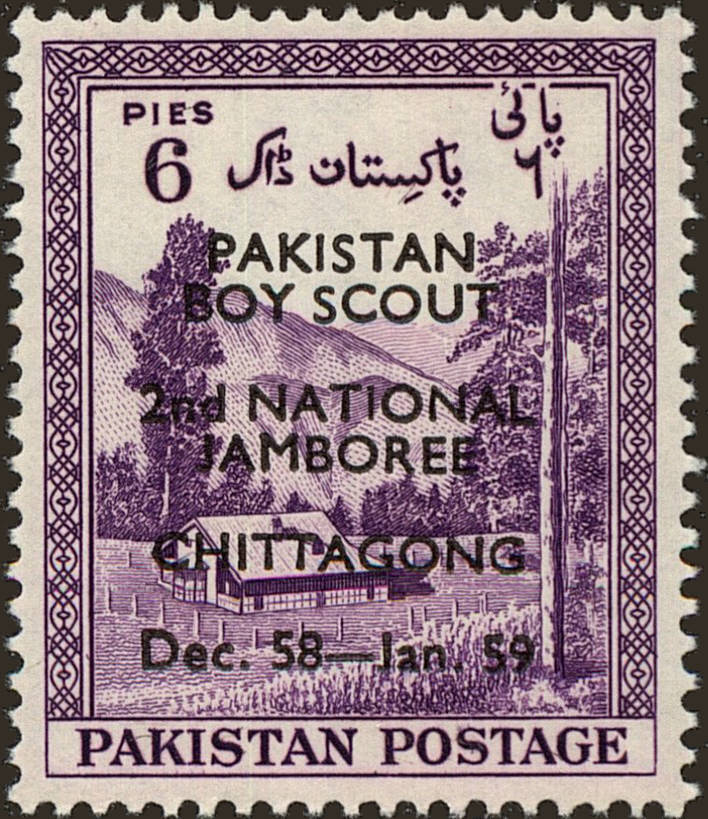 PIES
پائی
6 پاکستان ڈاک ٦
PAKISTAN
BOY SCOUT
2nd NATIONAL
JAMBOREE
CHITTAGONG
Dec. 58—Jan. 59
PAKISTAN POSTAGE